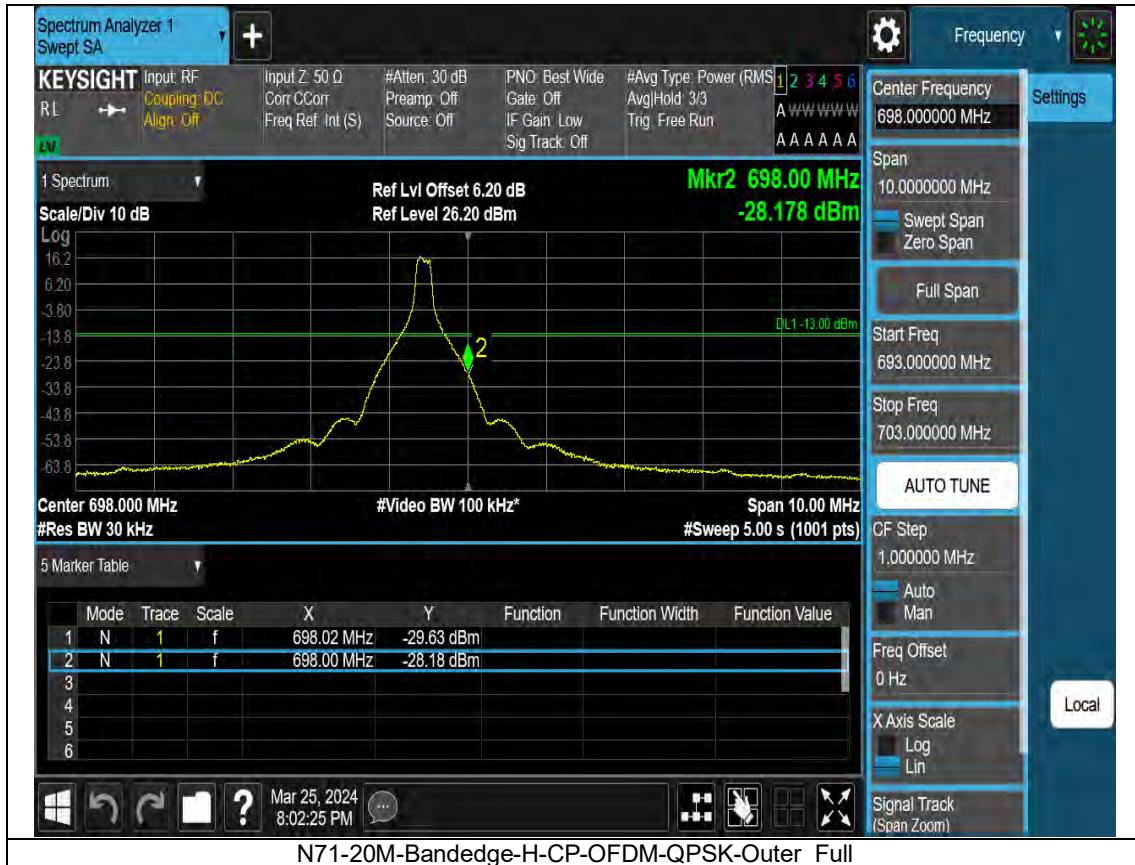 Spectrum Analyzer 1
Swept SA
+
Frequency
KEYSIGHT
RL
LXI
Input: RF
Coupling: DC
Align: Off
Input Z: 50 Ω
Corr CCorr
Freq Ref: Int (S)
#Atten: 30 dB
Preamp: Off
Source: Off
PNO: Best Wide
Gate: Off
IF Gain: Low
Sig Track: Off
#Avg Type: Power (RMS
Avg|Hold: 3/3
Trig: Free Run
1 2 3 4 5 6
A W W W W W
A A A A A A
1 Spectrum
Scale/Div 10 dB
Ref Lvl Offset 6.20 dB
Ref Level 26.20 dBm
Mkr2 698.00 MHz
-28.178 dBm
Log
16.2
6.20
-3.80
-13.8
-23.8
-33.8
-43.8
-53.8
-63.8
DL1 -13.00 dBm
2
Center 698.000 MHz
#Res BW 30 kHz
#Video BW 100 kHz*
Span 10.00 MHz
#Sweep 5.00 s (1001 pts)
5 Marker Table
Mode Trace Scale X Y Function Function Width Function Value
1 N 1 f 698.02 MHz -29.63 dBm
2 N 1 f 698.00 MHz -28.18 dBm
3
4
5
6
Mar 25, 2024
8:02:25 PM
?
Center Frequency
698.000000 MHz
Settings
Span
10.0000000 MHz
Swept Span
Zero Span
Full Span
Start Freq
693.000000 MHz
Stop Freq
703.000000 MHz
AUTO TUNE
CF Step
1.000000 MHz
Auto
Man
Freq Offset
0 Hz
X Axis Scale
Log
Lin
Local
Signal Track
(Span Zoom)
N71-20M-Bandedge-H-CP-OFDM-QPSK-Outer_Full